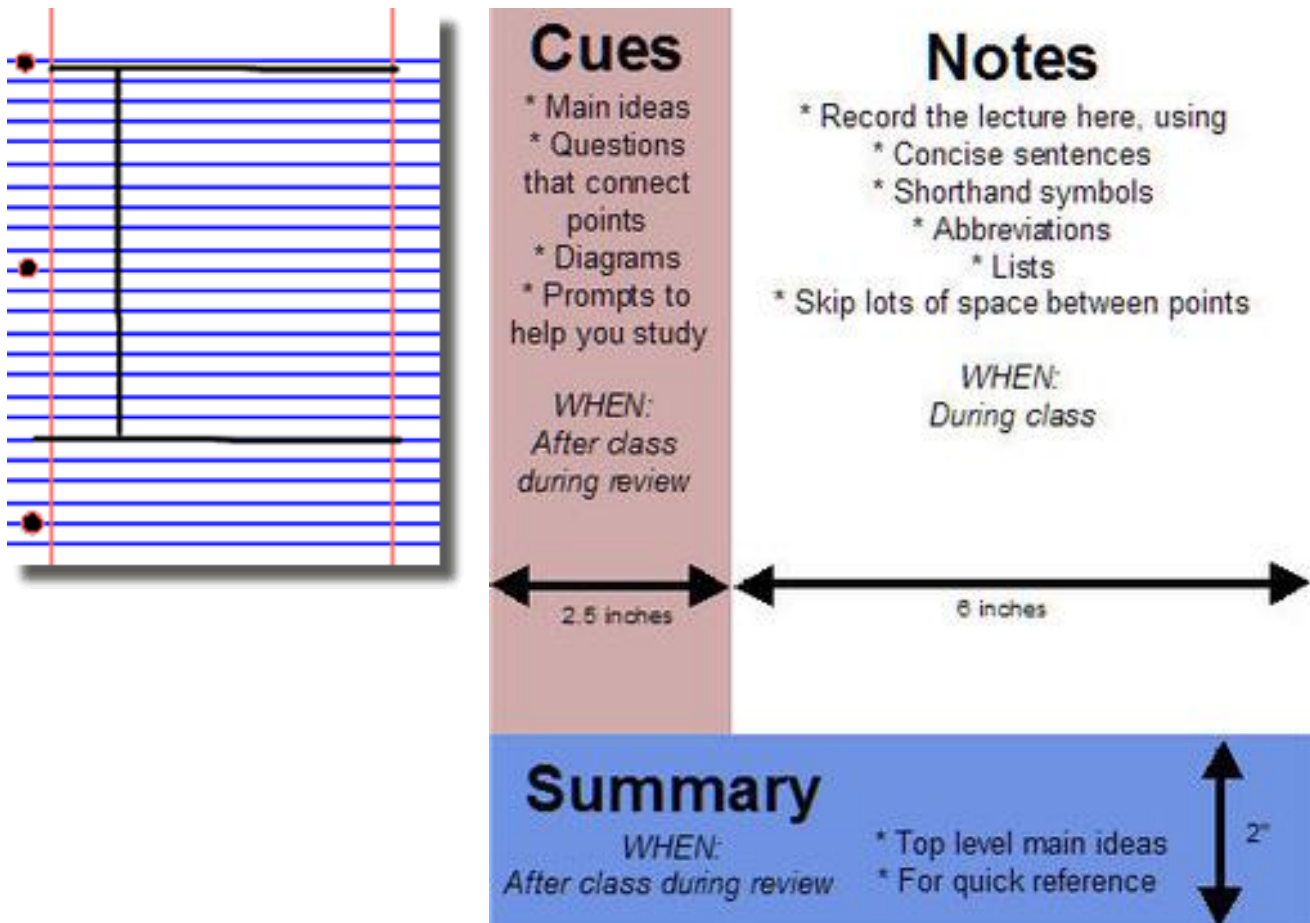 Cues
* Main ideas
* Questions
that connect
points
* Diagrams
* Prompts to
help you study
WHEN:
After class
during review
2.5 inches
Notes
* Record the lecture here, using
* Concise sentences
* Shorthand symbols
* Abbreviations
* Lists
* Skip lots of space between points
WHEN:
During class
6 inches
Summary
WHEN:
After class during review
* Top level main ideas
* For quick reference
2"